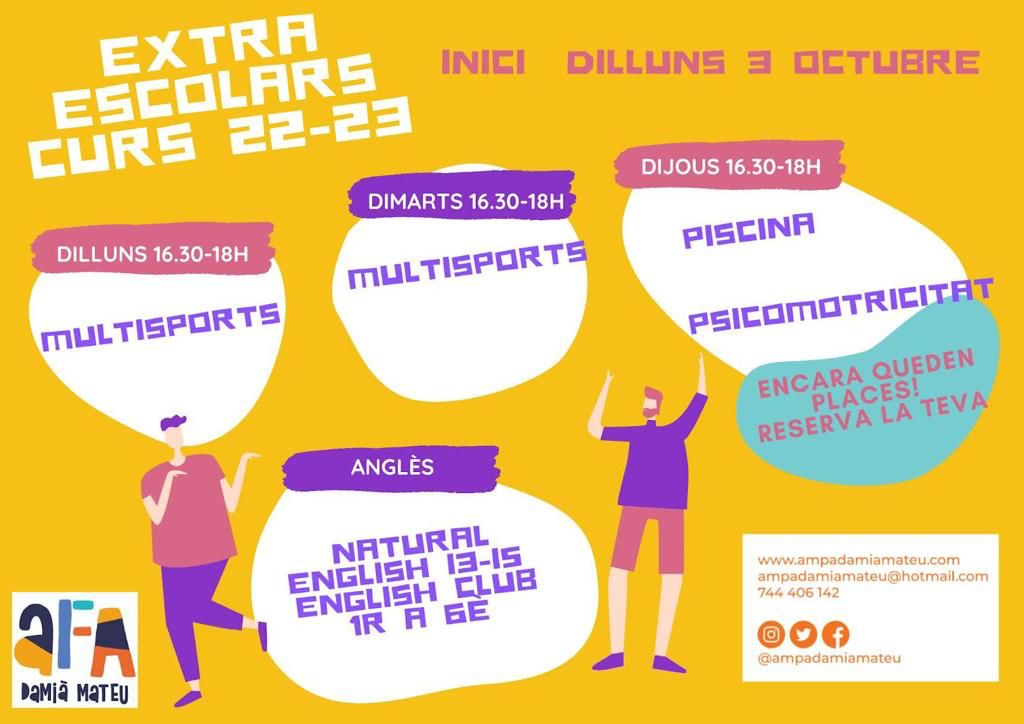 EXTRA
ESCOLARS
CURS 22-23
INICI DILLUNS 3 OCTUBRE
DILLUNS 16.30-18H
MULTISPORTS
DIMARTS 16.30-18H
MULTISPORTS
DIJOUS 16.30-18H
PISCINA
PSICOMOTRICITAT
ENCARA QUEDEN
PLACES!
RESERVA LA TEVA
ANGLÈS
NATURAL
ENGLISH I3-I5
ENGLISH CLUB
1R A 6È
www.ampadamiamateu.com
ampadamiamateu@hotmail.com
744 406 142
@ampadamiamateu
aFA
DAMIÀ MATEU